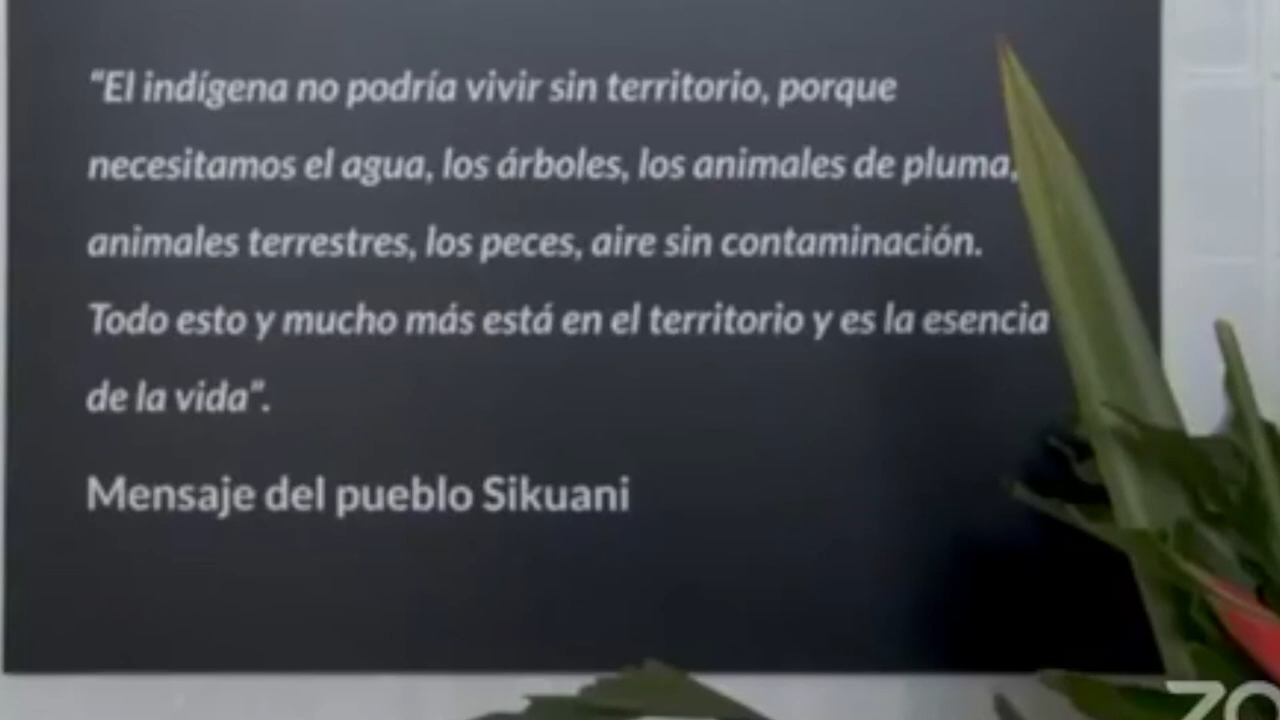 “El indígena no podría vivir sin territorio, porque
necesitamos el agua, los árboles, los animales de pluma,
animales terrestres, los peces, aire sin contaminación.
Todo esto y mucho más está en el territorio y es la esencia
de la vida”.
Mensaje del pueblo Sikuani